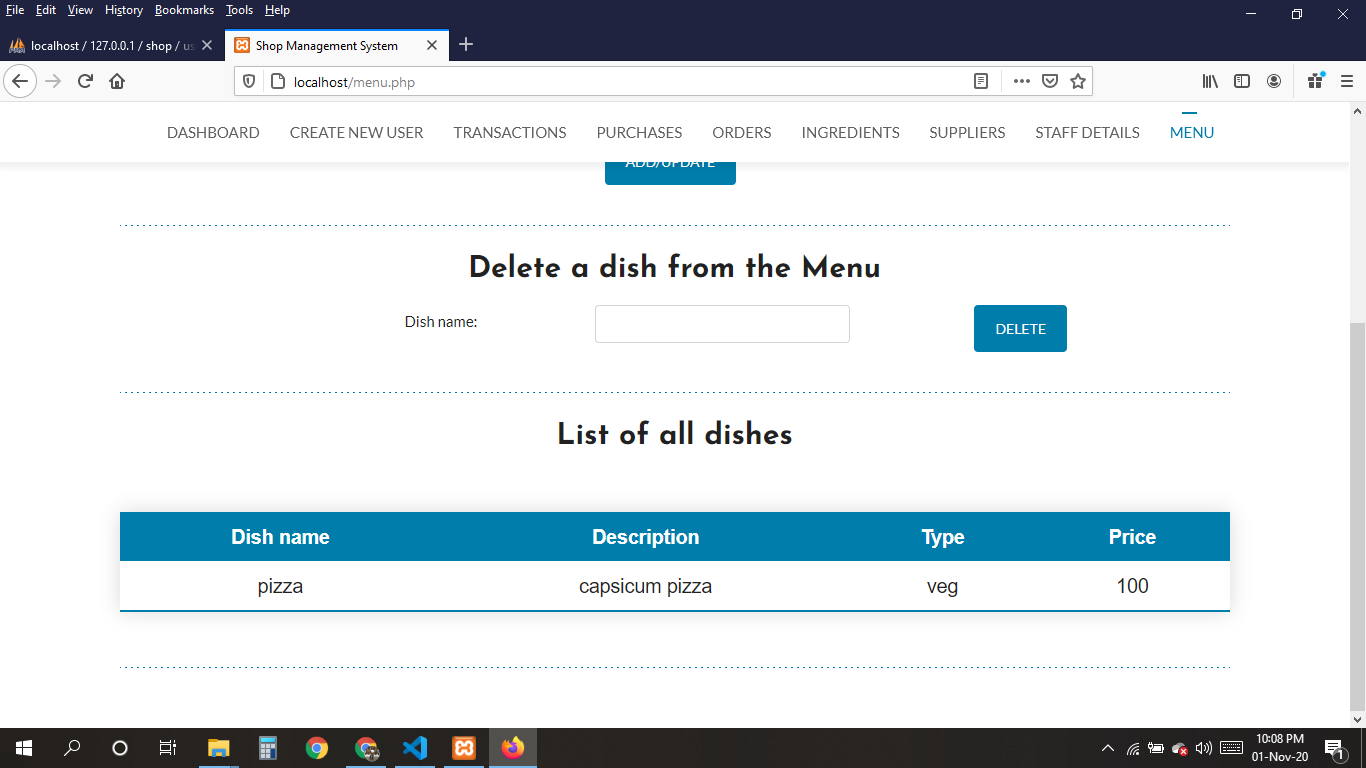 File Edit View History Bookmarks Tools Help
localhost / 127.0.0.1 / shop / us
Shop Management System
localhost/menu.php
DASHBOARD CREATE NEW USER TRANSACTIONS PURCHASES ORDERS INGREDIENTS SUPPLIERS STAFF DETAILS MENU
ADD/UPDATE
Delete a dish from the Menu
Dish name: DELETE
List of all dishes
Dish name Description Type Price
pizza capsicum pizza veg 100
10:08 PM
01-Nov-20
1